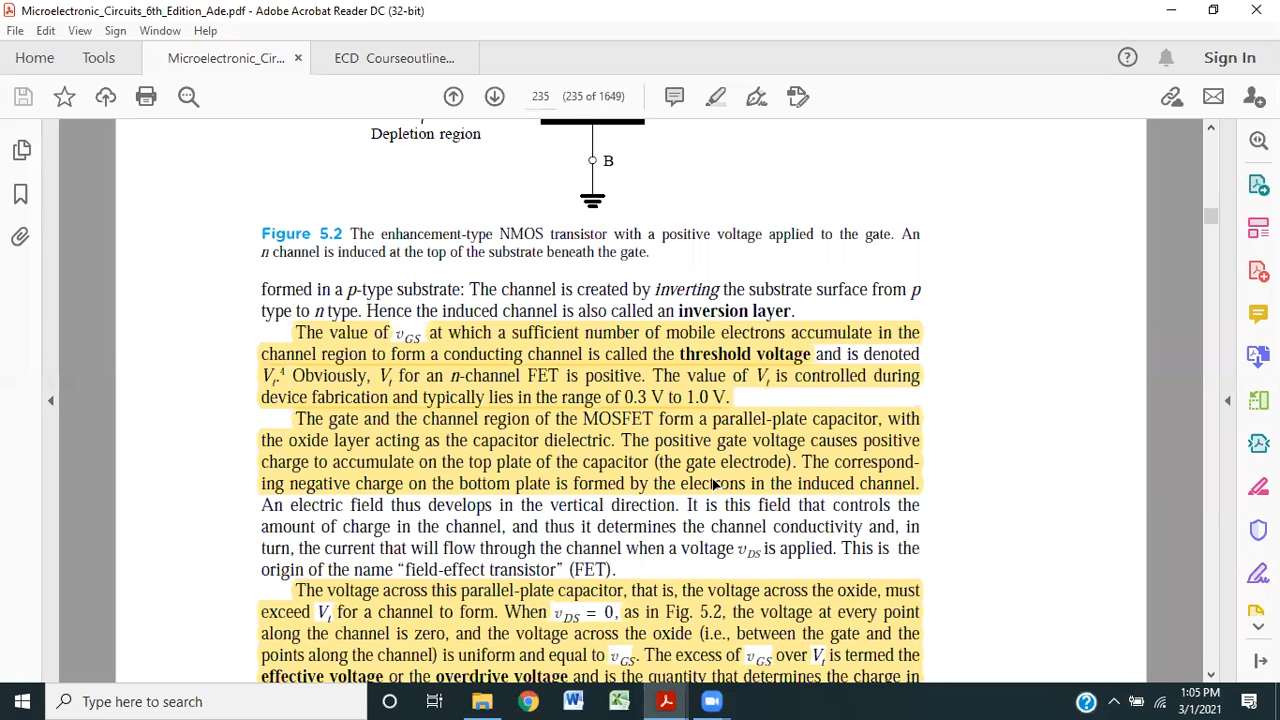 Microelectronic_Circuits_6th_Edition_Ade.pdf - Adobe Acrobat Reader DC (32-bit)
File Edit View Sign Window Help
Home Tools Microelectronic_Cir... × ECD Courseoutline... Sign In
235 (235 of 1649)
Depletion region
B
Figure 5.2 The enhancement-type NMOS transistor with a positive voltage applied to the gate. An
n channel is induced at the top of the substrate beneath the gate.
formed in a p-type substrate: The channel is created by inverting the substrate surface from p
type to n type. Hence the induced channel is also called an inversion layer.
The value of vGS at which a sufficient number of mobile electrons accumulate in the
channel region to form a conducting channel is called the threshold voltage and is denoted
Vt.4 Obviously, Vt for an n-channel FET is positive. The value of Vt is controlled during
device fabrication and typically lies in the range of 0.3 V to 1.0 V.
The gate and the channel region of the MOSFET form a parallel-plate capacitor, with
the oxide layer acting as the capacitor dielectric. The positive gate voltage causes positive
charge to accumulate on the top plate of the capacitor (the gate electrode). The correspond-
ing negative charge on the bottom plate is formed by the electrons in the induced channel.
An electric field thus develops in the vertical direction. It is this field that controls the
amount of charge in the channel, and thus it determines the channel conductivity and, in
turn, the current that will flow through the channel when a voltage vDS is applied. This is the
origin of the name “field-effect transistor” (FET).
The voltage across this parallel-plate capacitor, that is, the voltage across the oxide, must
exceed Vt for a channel to form. When vDS = 0, as in Fig. 5.2, the voltage at every point
along the channel is zero, and the voltage across the oxide (i.e., between the gate and the
points along the channel) is uniform and equal to vGS. The excess of vGS over Vt is termed the
effective voltage or the overdrive voltage and is the quantity that determines the charge in
Type here to search
1:05 PM
3/1/2021